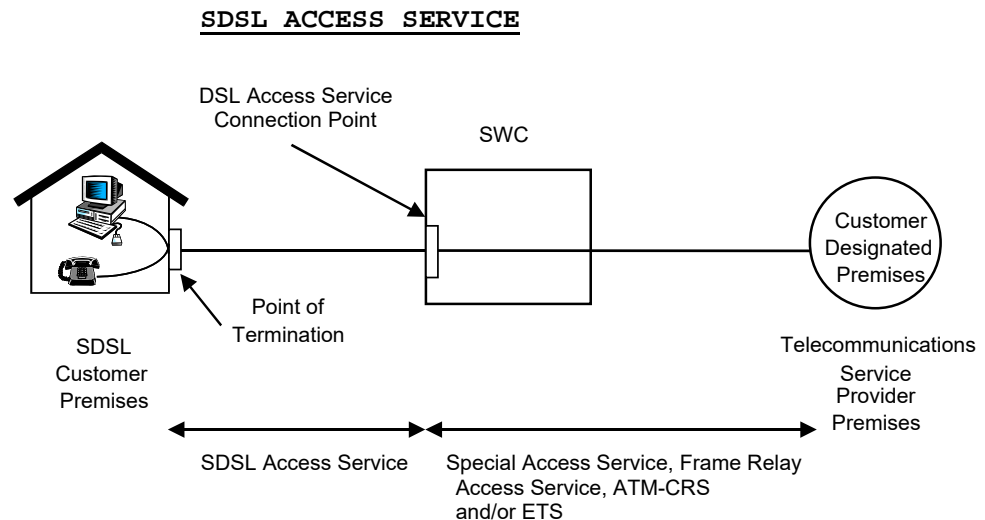 SDSL ACCESS SERVICE
DSL Access Service
Connection Point
SWC
Customer
Designated
Premises
Point of
Termination
SDSL
Customer
Premises
Telecommunications
Service
Provider
Premises
SDSL Access Service
Special Access Service, Frame Relay
Access Service, ATM-CRS
and/or ETS